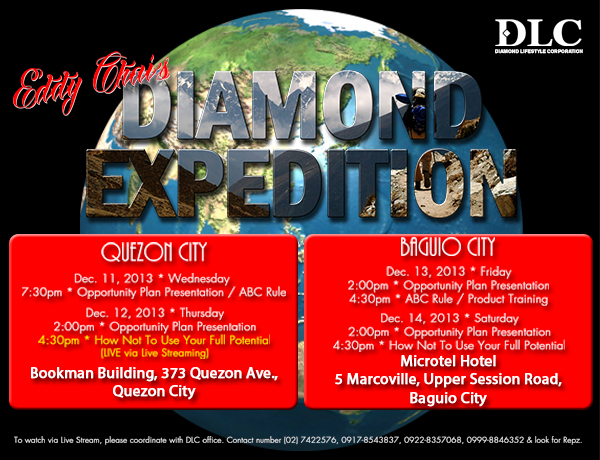 DLC
DIAMOND LIFESTYLE CORPORATION
Eddy Chai's
DIAMOND
EXPEDITION
QUEZON CITY
Dec. 11, 2013 * Wednesday
7:30pm * Opportunity Plan Presentation / ABC Rule
Dec. 12, 2013 * Thursday
2:00pm * Opportunity Plan Presentation
4:30pm * How Not To Use Your Full Potential
(LIVE via Live Streaming)
Bookman Building, 373 Quezon Ave.,
Quezon City
BAGUIO CITY
Dec. 13, 2013 * Friday
2:00pm * Opportunity Plan Presentation
4:30pm * ABC Rule / Product Training
Dec. 14, 2013 * Saturday
2:00pm * Opportunity Plan Presentation
4:30pm * How Not To Use Your Full Potential
Microtel Hotel
5 Marcoville, Upper Session Road,
Baguio City
To watch via Live Stream, please coordinate with DLC office. Contact number (02) 7422576, 0917-8543837, 0922-8357068, 0999-8846352 & look for Repz.